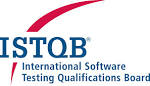 ISTQB®
International Software
Testing Qualifications Board